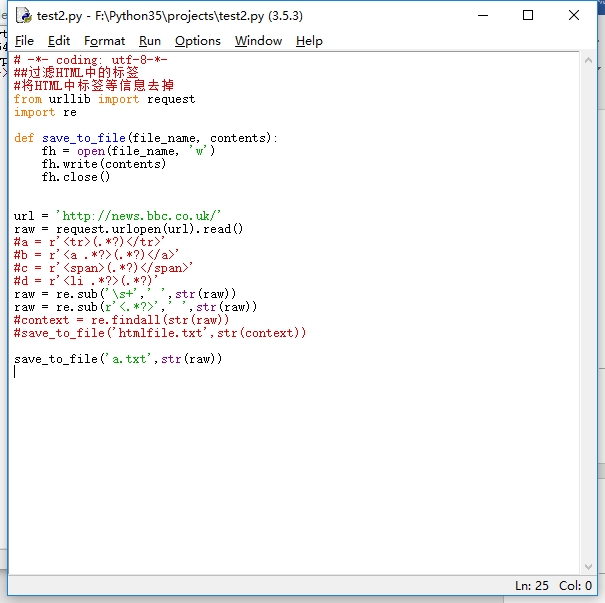 test2.py - F:\Python35\projects\test2.py (3.5.3)
File Edit Format Run Options Window Help
# -*- coding: utf-8-*-
##过滤HTML中的标签
#将HTML中标签等信息去掉
from urllib import request
import re

def save_to_file(file_name, contents):
    fh = open(file_name, 'w')
    fh.write(contents)
    fh.close()


url = 'http://news.bbc.co.uk/'
raw = request.urlopen(url).read()
#a = r'<tr>(.*?)</tr>'
#b = r'<a .*?>(.*?)</a>'
#c = r'<span>(.*?)</span>'
#d = r'<li .*?>(.*?)'
raw = re.sub('\s+',' ',str(raw))
raw = re.sub(r'<.*?>',' ',str(raw))
#context = re.findall(str(raw))
#save_to_file('htmlfile.txt',str(context))

save_to_file('a.txt',str(raw))
Ln: 25 Col: 0